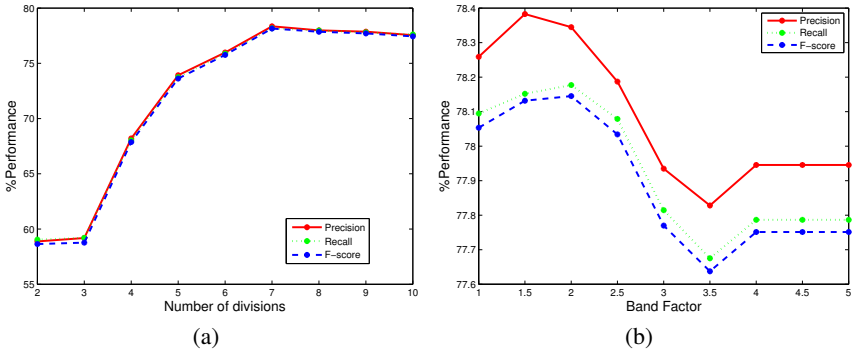 80
75
70
65
60
55
%Performance
2 3 4 5 6 7 8 9 10
Number of divisions
Precision
Recall
F−score
(a)
78.4
78.3
78.2
78.1
78
77.9
77.8
77.7
77.6
%Performance
1 1.5 2 2.5 3 3.5 4 4.5 5
Band Factor
Precision
Recall
F−score
(b)